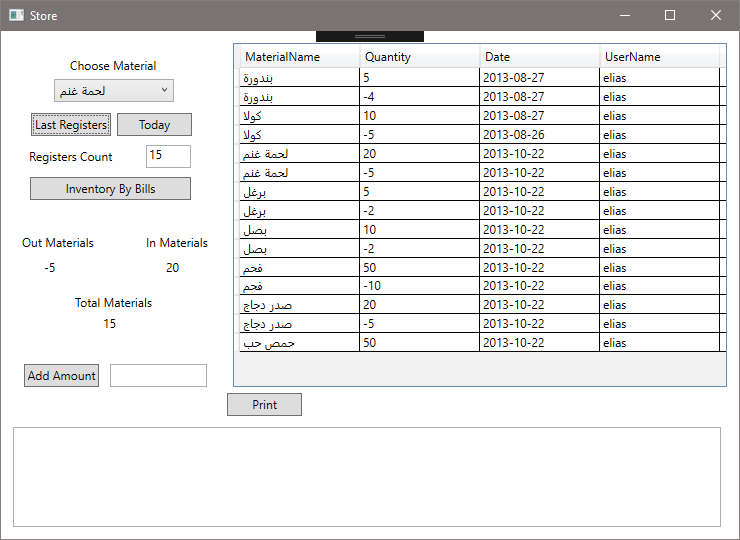 Store
Choose Material
لحمة غنم
Last Registers Today
Registers Count 15
Inventory By Bills
Out Materials In Materials
-5 20
Total Materials
15
Add Amount
MaterialName Quantity Date UserName
بندورة 5 2013-08-27 elias
بندورة -4 2013-08-27 elias
كولا 10 2013-08-27 elias
كولا -5 2013-08-26 elias
لحمة غنم 20 2013-10-22 elias
لحمة غنم -5 2013-10-22 elias
برغل 5 2013-10-22 elias
برغل -2 2013-10-22 elias
بصل 10 2013-10-22 elias
بصل -2 2013-10-22 elias
فحم 50 2013-10-22 elias
فحم -10 2013-10-22 elias
صدر دجاج 20 2013-10-22 elias
صدر دجاج -5 2013-10-22 elias
حمص حب 50 2013-10-22 elias
Print